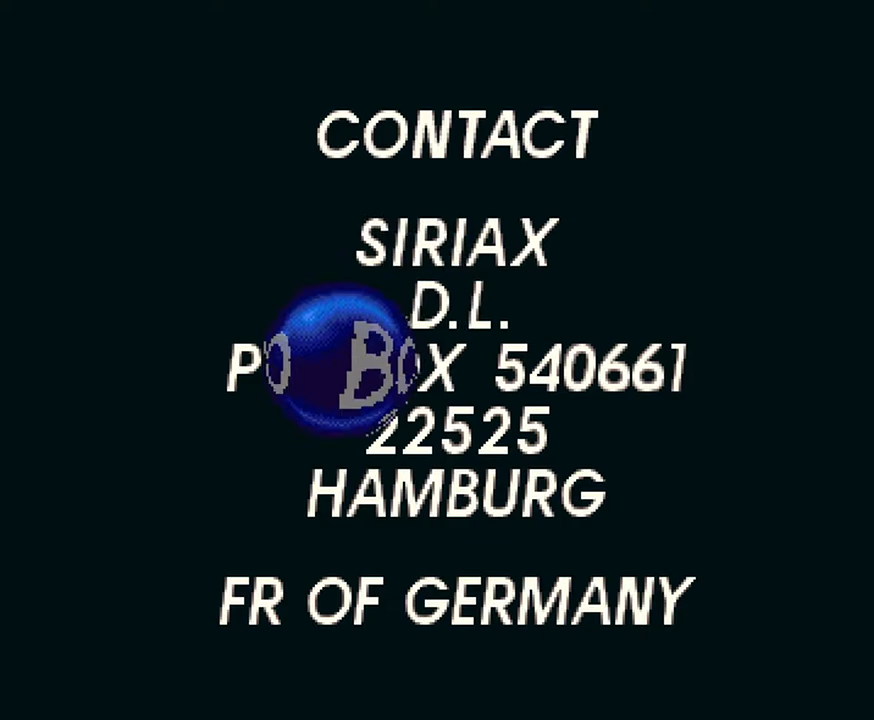 CONTACT
SIRIAX
D.L.
PO BOX 540661
22525
HAMBURG
FR OF GERMANY